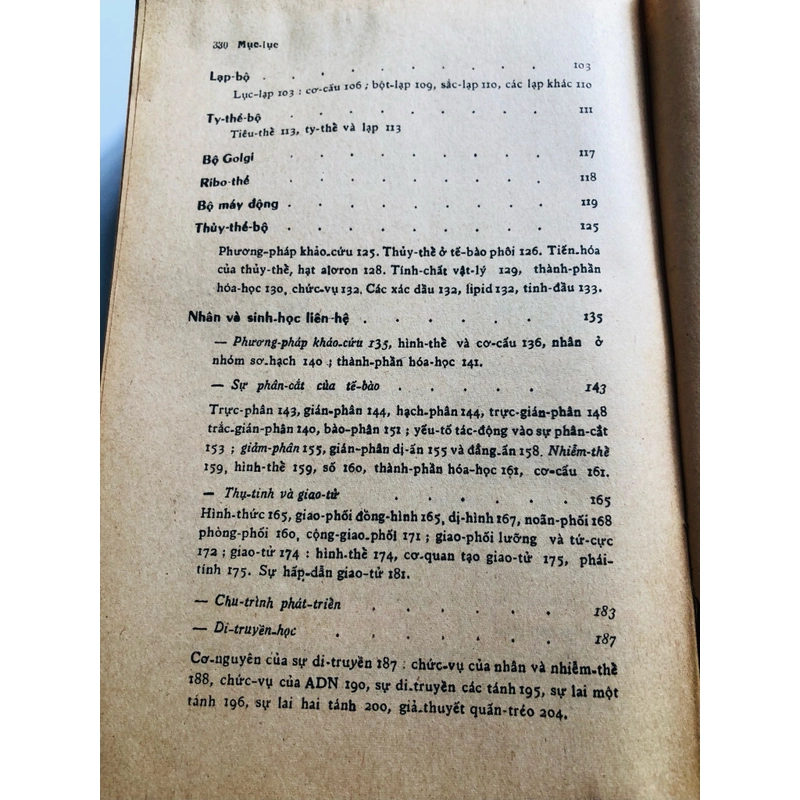 330 Mục-lục
Lạp-bộ . . . . . . . . . 103
Lục-lạp 103 : cơ-cấu 106 ; bột-lạp 109, sắc-lạp 110, các lạp khác 110
Ty-thể-bộ . . . . . . . . . 111
Tiêu-thể 113, ty-thể và lạp 113
Bộ Golgi . . . . . . . . . 117
Ribo-thể . . . . . . . . . 118
Bộ máy động . . . . . . . . . 119
Thủy-thể-bộ . . . . . . . . . 125
Phương-pháp khảo-cứu 125. Thủy-thể ở tế-bào phôi 126. Tiến-hóa
của thủy-thể, hạt aloron 128. Tính-chất vật-lý 129, thành-phần
hóa-học 130, chức-vụ 132. Các xác dầu 132, lipid 132, tinh-dầu 133.
Nhân và sinh-học liên-hệ . . . . . . 135
— Phương-pháp khảo-cứu 135, hình-thể và cơ-cấu 136, nhân ở
nhóm sơ-hạch 140 ; thành-phần hóa-học 141.
— Sự phân-cắt của tế-bào . . . . . 143
Trực-phân 143, gián-phân 144, hạch-phân 144, trực-gián-phân 148
trắc-gián-phân 140, bào-phân 151 ; yếu-tố tác-động vào sự phân-cắt
153 ; giảm-phân 155, gián-phân dị-ấn 155 và đẳng-ấn 158. Nhiễm-thể
159, hình-thể 159, số 160, thành-phần hóa-học 161, cơ-cấu 161.
— Thụ-tinh và giao-tử . . . . . 165
Hình-thức 165, giao-phối đồng-hình 165, dị-hình 167, noãn-phối 168
phòng-phối 160, cộng-giao-phối 171 ; giao-phối lưỡng và tứ-cực
172 ; giao-tử 174 : hình-thể 174, cơ-quan tạo giao-tử 175, phái-
tính 175. Sự hấp-dẫn giao-tử 181.
— Chu-trình phát-triển . . . . . 183
— Di-truyền-học . . . . . . 187
Cơ-nguyên của sự di-truyền 187 : chức-vụ của nhân và nhiễm-thể
188, chức-vụ của ADN 190, sự di-truyền các tánh 195, sự lai một
tánh 196, sự lai hai tánh 200, giả-thuyết quấn-tréo 204.